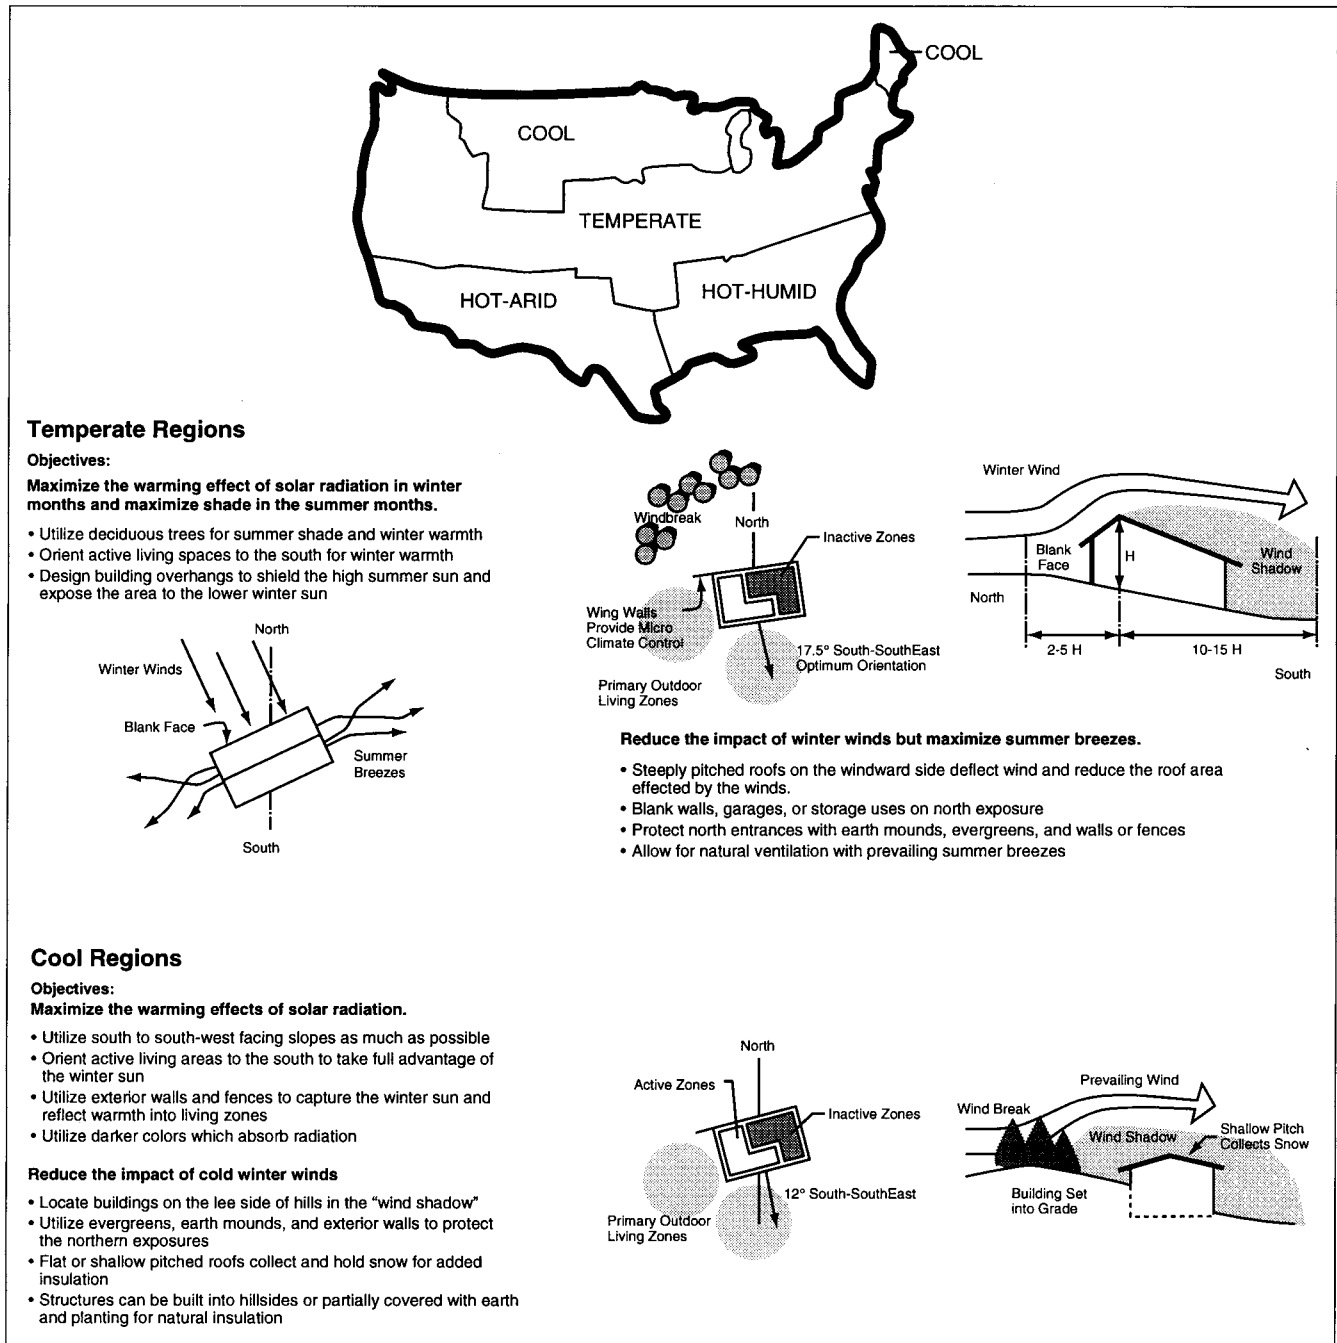 COOL
COOL
TEMPERATE
HOT-ARID
HOT-HUMID
Temperate Regions
Objectives:
Maximize the warming effect of solar radiation in winter
months and maximize shade in the summer months.
• Utilize deciduous trees for summer shade and winter warmth
• Orient active living spaces to the south for winter warmth
• Design building overhangs to shield the high summer sun and
expose the area to the lower winter sun
North
Winter Winds
Blank Face
Summer
Breezes
South
Windbreak
North
Inactive Zones
Wing Walls
Provide Micro
Climate Control
17.5° South-SouthEast
Optimum Orientation
Primary Outdoor
Living Zones
Winter Wind
Blank
Face
H
Wind
Shadow
North
2-5 H
10-15 H
South
Reduce the impact of winter winds but maximize summer breezes.
• Steeply pitched roofs on the windward side deflect wind and reduce the roof area
effected by the winds.
• Blank walls, garages, or storage uses on north exposure
• Protect north entrances with earth mounds, evergreens, and walls or fences
• Allow for natural ventilation with prevailing summer breezes
Cool Regions
Objectives:
Maximize the warming effects of solar radiation.
• Utilize south to south-west facing slopes as much as possible
• Orient active living areas to the south to take full advantage of
the winter sun
• Utilize exterior walls and fences to capture the winter sun and
reflect warmth into living zones
• Utilize darker colors which absorb radiation
Reduce the impact of cold winter winds
• Locate buildings on the lee side of hills in the "wind shadow"
• Utilize evergreens, earth mounds, and exterior walls to protect
the northern exposures
• Flat or shallow pitched roofs collect and hold snow for added
insulation
• Structures can be built into hillsides or partially covered with earth
and planting for natural insulation
North
Active Zones
Inactive Zones
12° South-SouthEast
Primary Outdoor
Living Zones
Prevailing Wind
Wind Break
Wind Shadow
Shallow Pitch
Collects Snow
Building Set
into Grade